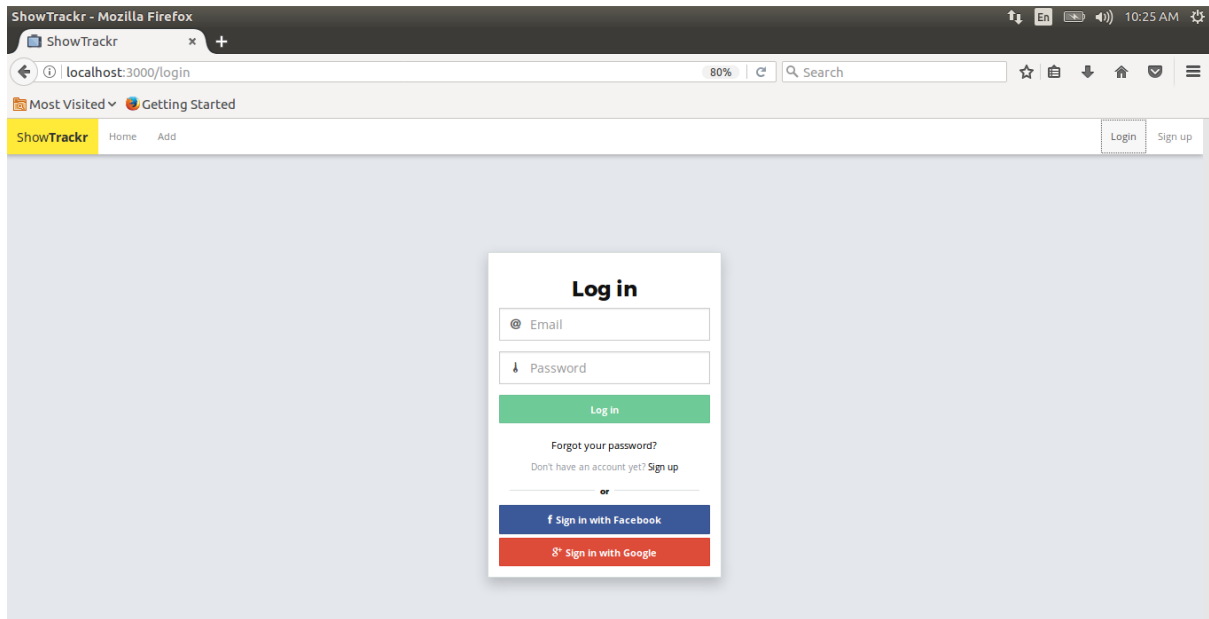 ShowTrackr - Mozilla Firefox En 10:25 AM
ShowTrackr × +
localhost:3000/login 80% Search
Most Visited Getting Started
ShowTrackr Home Add Login Sign up
Log in
@ Email
Password
Log in
Forgot your password?
Don't have an account yet? Sign up
or
f Sign in with Facebook
g+ Sign in with Google